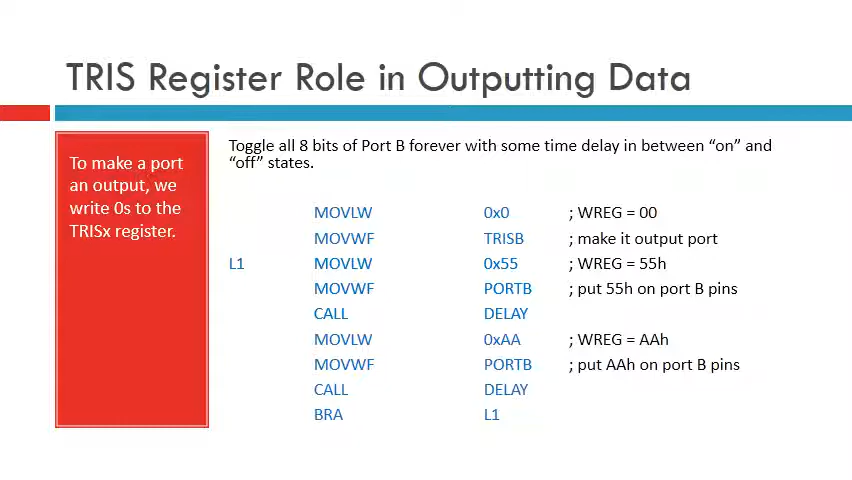 TRIS Register Role in Outputting Data
To make a port
an output, we
write 0s to the
TRISx register.
Toggle all 8 bits of Port B forever with some time delay in between “on” and
“off” states.
MOVLW 0x0 ; WREG = 00
MOVWF TRISB ; make it output port
L1 MOVLW 0x55 ; WREG = 55h
MOVWF PORTB ; put 55h on port B pins
CALL DELAY
MOVLW 0xAA ; WREG = AAh
MOVWF PORTB ; put AAh on port B pins
CALL DELAY
BRA L1